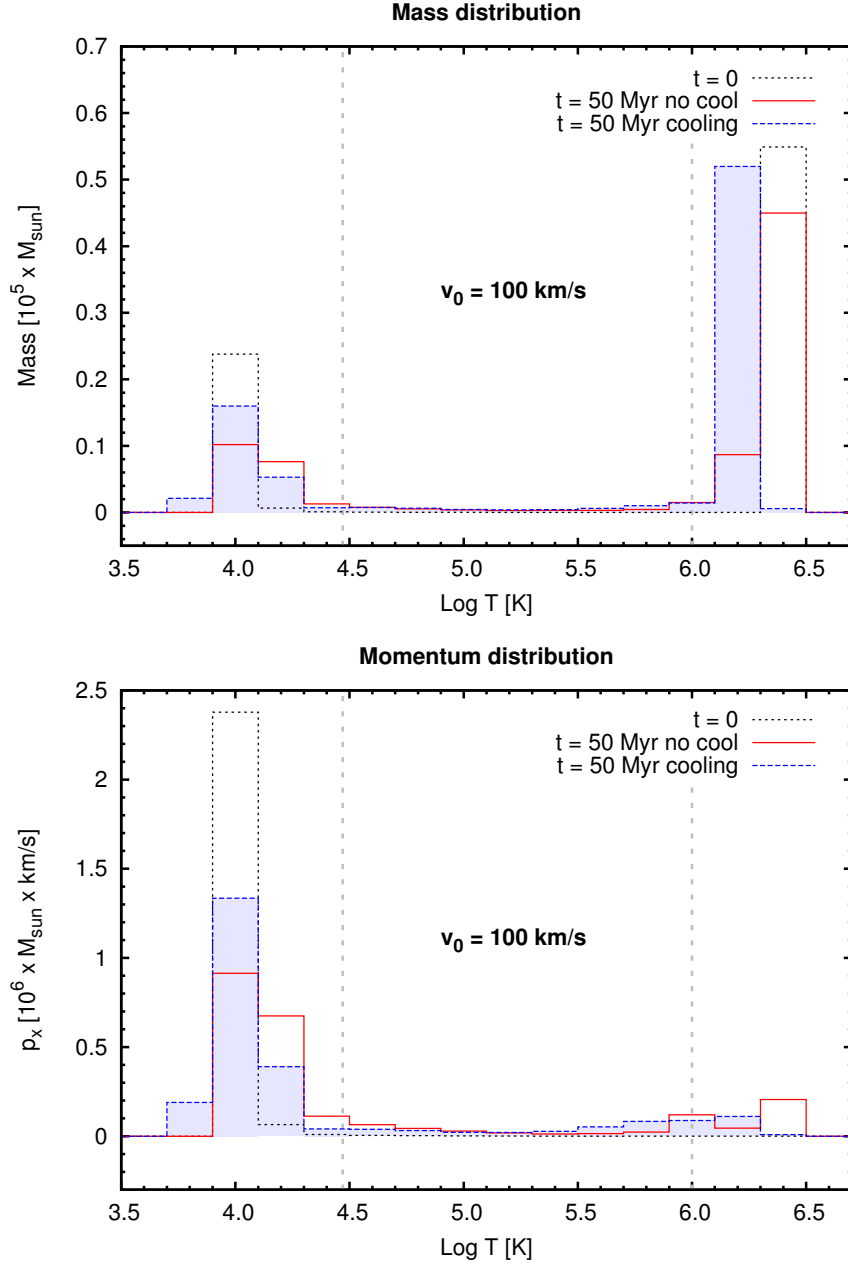 Mass distribution
0.7
0.6
0.5
0.4
0.3
0.2
0.1
0
Mass [10^5 x M_sun]
t = 0
t = 50 Myr no cool
t = 50 Myr cooling
v_0 = 100 km/s
3.5 4.0 4.5 5.0 5.5 6.0 6.5
Log T [K]
Momentum distribution
2.5
2
1.5
1
0.5
0
p_x [10^6 x M_sun x km/s]
t = 0
t = 50 Myr no cool
t = 50 Myr cooling
v_0 = 100 km/s
3.5 4.0 4.5 5.0 5.5 6.0 6.5
Log T [K]